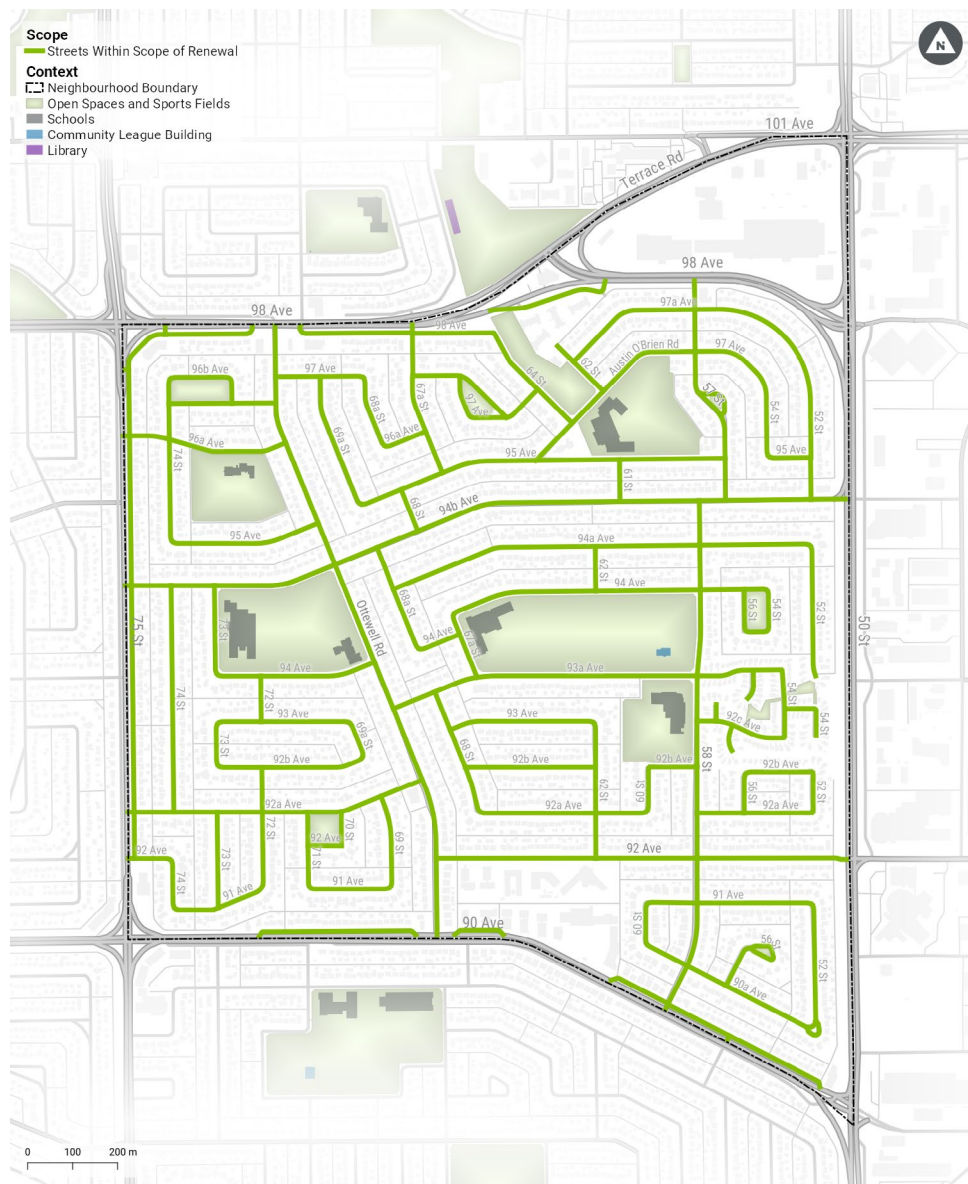 Scope
Streets Within Scope of Renewal
Context
Neighbourhood Boundary
Open Spaces and Sports Fields
Schools
Community League Building
Library
N
101 Ave
Terrace Rd
98 Ave
98 Ave
98 Ave
97a Ave
96b Ave
97 Ave
68a St
67a St
97 Ave
64 St
62 St
Austin O'Brien Rd
97 Ave
57 St
54 St
52 St
96a Ave
74 St
69a St
96a Ave
95 Ave
95 Ave
61 St
95 Ave
68 St
94b Ave
94a Ave
62 St
94 Ave
56 St
54 St
52 St
75 St
73 St
Ottewell Rd
68a St
94 Ave
67a St
50 St
94 Ave
93a Ave
74 St
72 St
93 Ave
69a St
73 St
92b Ave
93 Ave
68 St
92b Ave
92b Ave
58 St
92c Ave
54 St
54 St
92b Ave
56 St
52 St
92a Ave
92a Ave
92a Ave
62 St
60 St
92 Ave
72 St
92 Ave
70 St
69 St
92 Ave
73 St
71 St
74 St
91 Ave
91 Ave
91 Ave
60 St
56 St
52 St
90a Ave
90 Ave
0 100 200 m